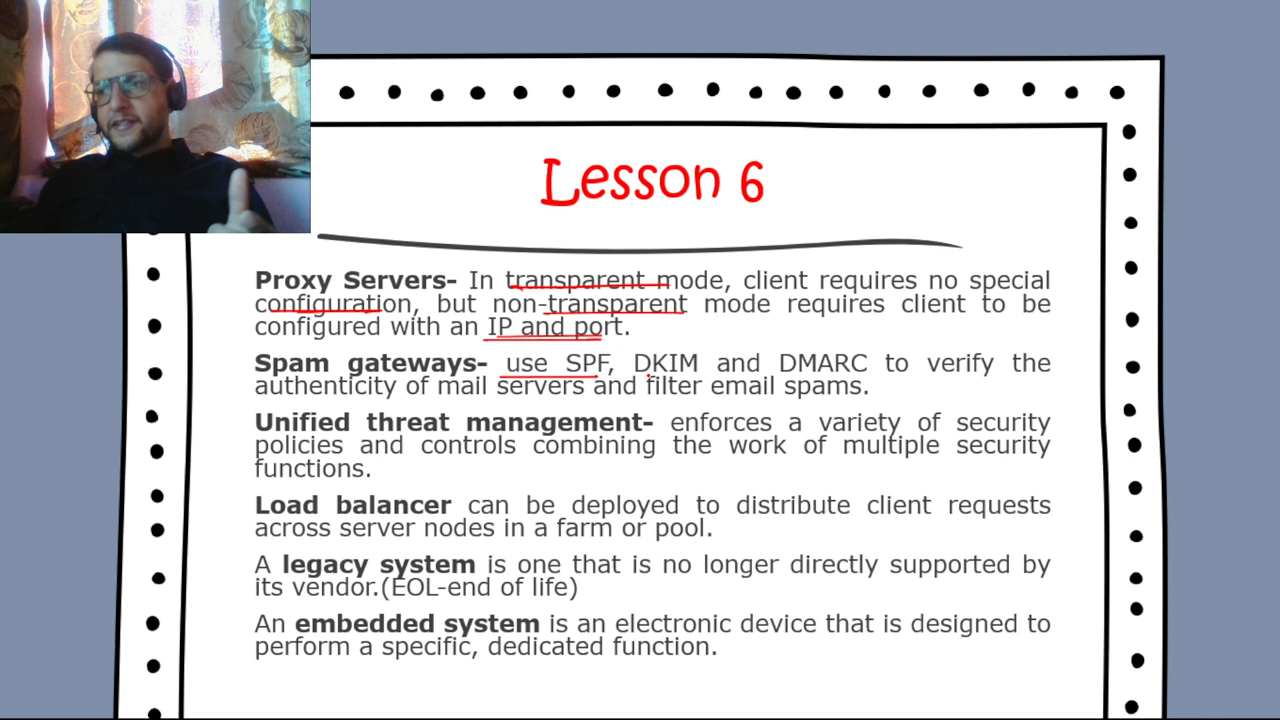 Lesson 6
Proxy Servers- In transparent mode, client requires no special
configuration, but non-transparent mode requires client to be
configured with an IP and port.
Spam gateways- use SPF, DKIM and DMARC to verify the
authenticity of mail servers and filter email spams.
Unified threat management- enforces a variety of security
policies and controls combining the work of multiple security
functions.
Load balancer can be deployed to distribute client requests
across server nodes in a farm or pool.
A legacy system is one that is no longer directly supported by
its vendor.(EOL-end of life)
An embedded system is an electronic device that is designed to
perform a specific, dedicated function.